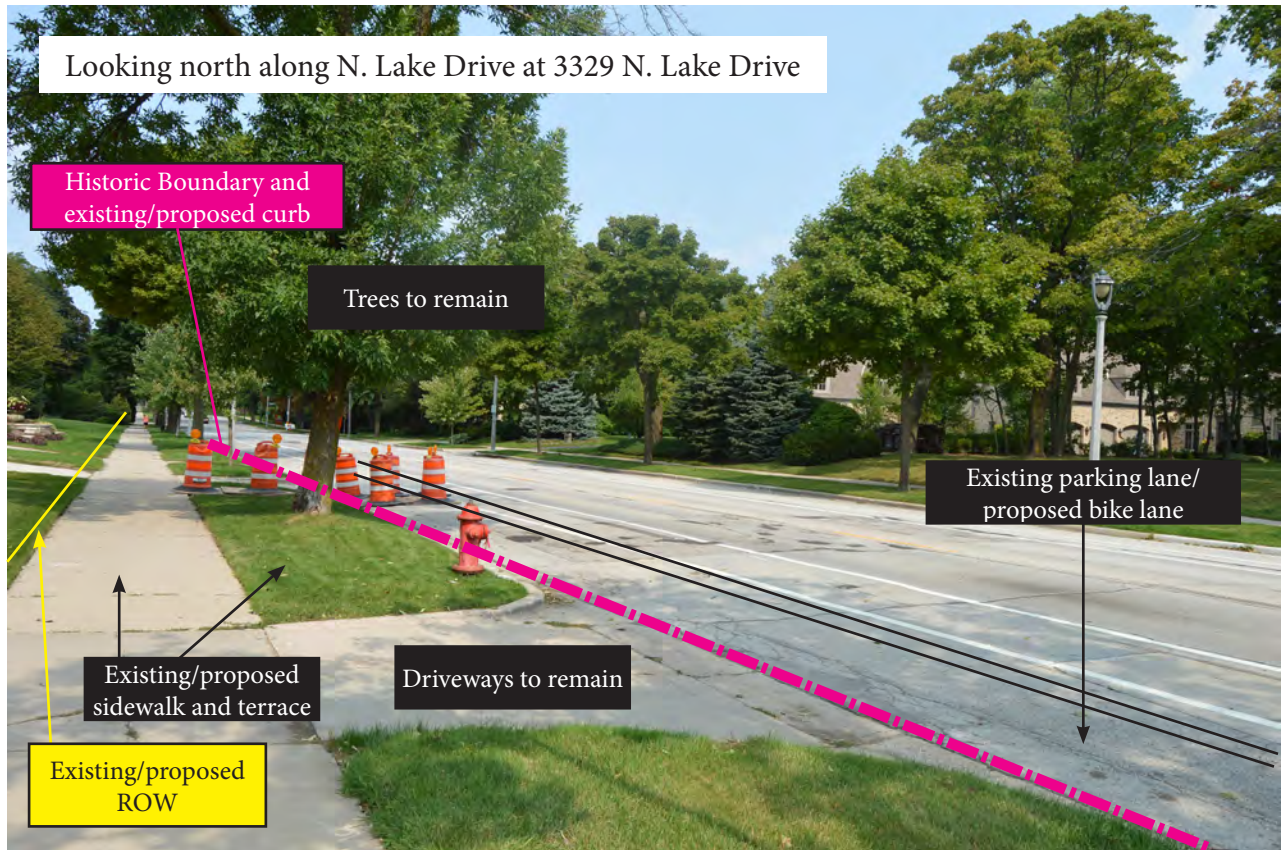 Looking north along N. Lake Drive at 3329 N. Lake Drive
Historic Boundary and
existing/proposed curb
Trees to remain
Existing parking lane/
proposed bike lane
Existing/proposed
sidewalk and terrace
Driveways to remain
Existing/proposed
ROW